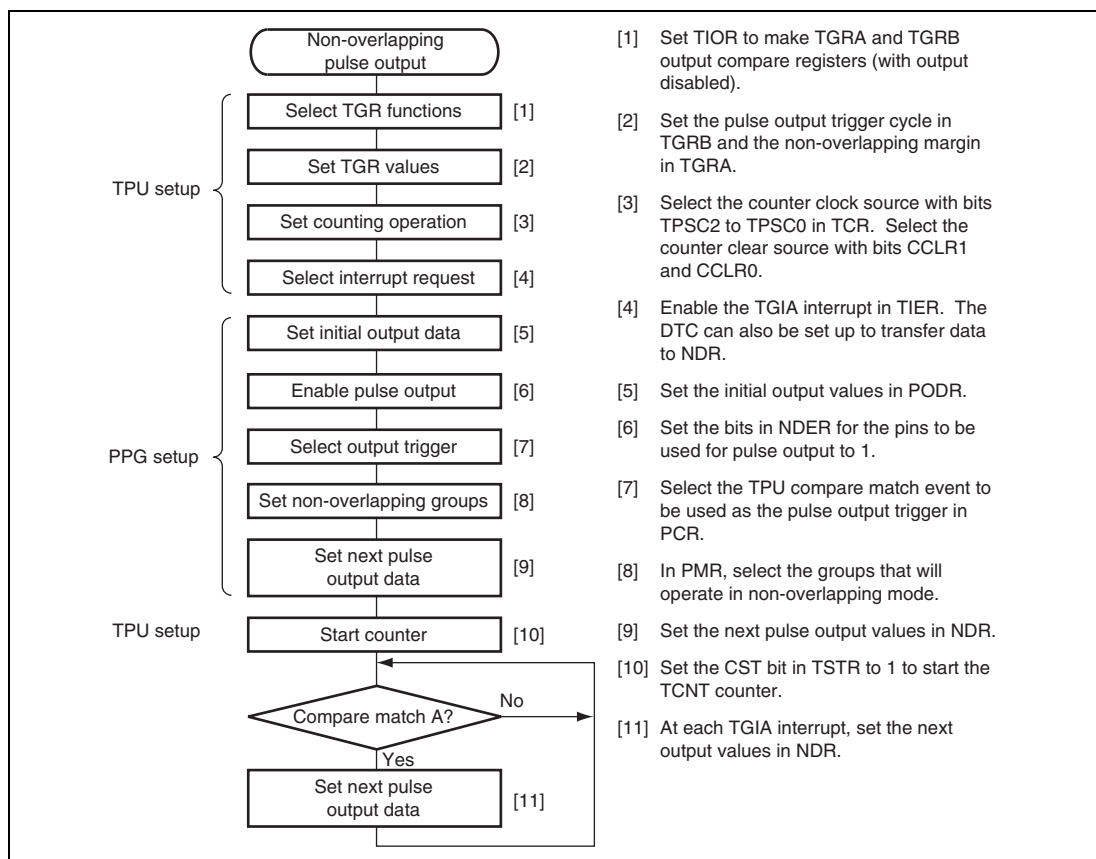 Non-overlapping
pulse output
Select TGR functions [1]
Set TGR values [2]
TPU setup
Set counting operation [3]
Select interrupt request [4]
Set initial output data [5]
Enable pulse output [6]
Select output trigger [7]
PPG setup
Set non-overlapping groups [8]
Set next pulse
output data
[9]
TPU setup
Start counter [10]
Compare match A?
No
Yes
Set next pulse
output data
[11]
[1] Set TIOR to make TGRA and TGRB
output compare registers (with output
disabled).
[2] Set the pulse output trigger cycle in
TGRB and the non-overlapping margin
in TGRA.
[3] Select the counter clock source with bits
TPSC2 to TPSC0 in TCR. Select the
counter clear source with bits CCLR1
and CCLR0.
[4] Enable the TGIA interrupt in TIER. The
DTC can also be set up to transfer data
to NDR.
[5] Set the initial output values in PODR.
[6] Set the bits in NDER for the pins to be
used for pulse output to 1.
[7] Select the TPU compare match event to
be used as the pulse output trigger in
PCR.
[8] In PMR, select the groups that will
operate in non-overlapping mode.
[9] Set the next pulse output values in NDR.
[10] Set the CST bit in TSTR to 1 to start the
TCNT counter.
[11] At each TGIA interrupt, set the next
output values in NDR.